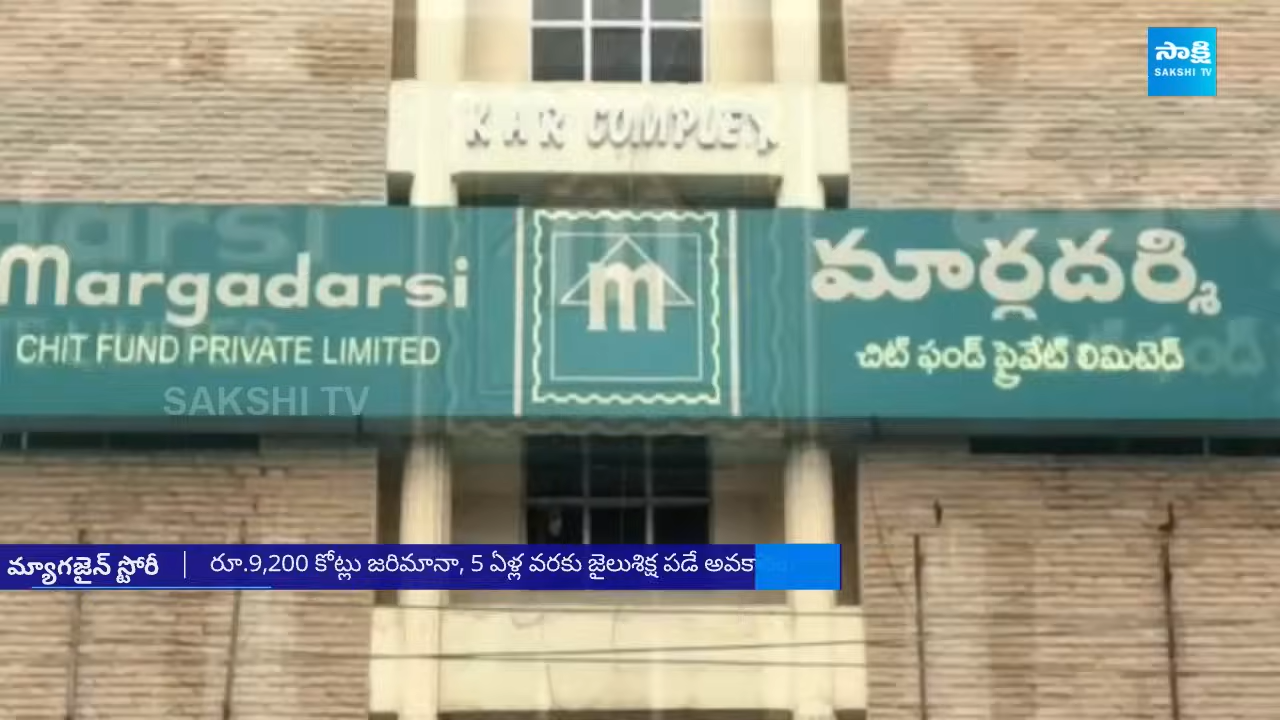 సాక్షి
SAKSHI TV
KAR COMPLEX
Margadarsi
CHIT FUND PRIVATE LIMITED
m
మార్గదర్శి
చిట్ ఫండ్ ప్రైవేట్ లిమిటెడ్
SAKSHI TV
మ్యాగజైన్ స్టోరీ | రూ.9,200 కోట్లు జరిమానా, 5 ఏళ్ల వరకు జైలుశిక్ష పడే